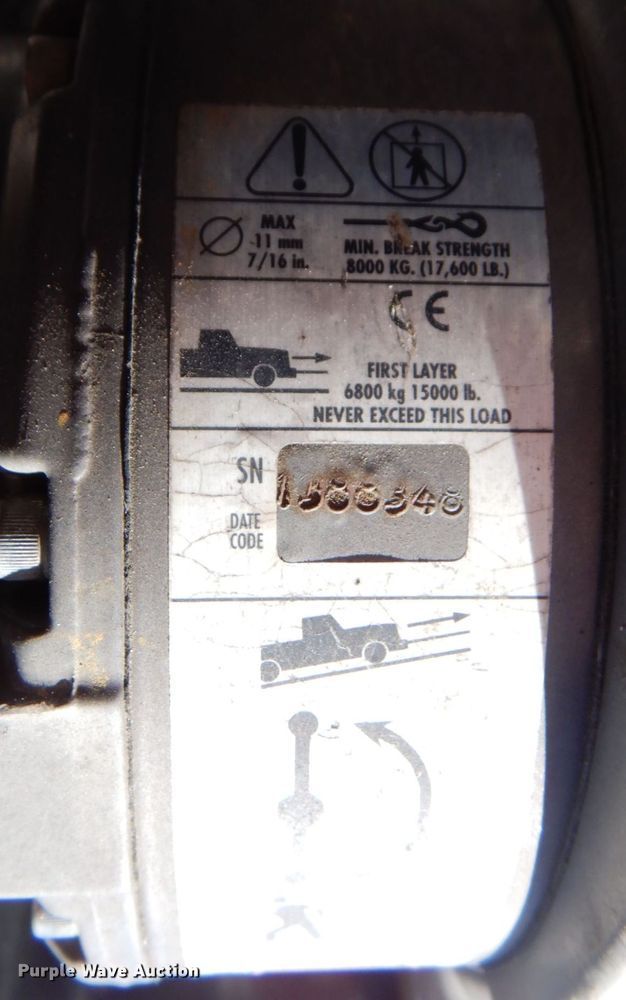 MAX
11 mm
7/16 in.
MIN. BREAK STRENGTH
8000 KG. (17,600 LB.)
CE
FIRST LAYER
6800 kg 15000 lb.
NEVER EXCEED THIS LOAD
SN
DATE
CODE
Purple Wave Auction